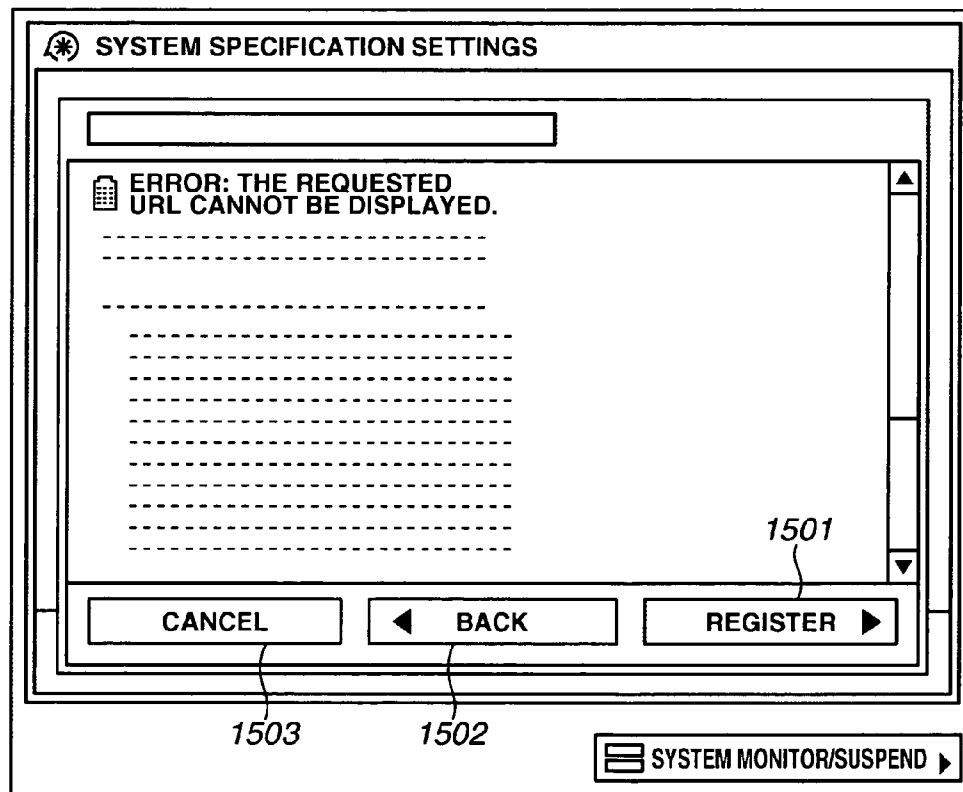 SYSTEM SPECIFICATION SETTINGS
ERROR: THE REQUESTED
URL CANNOT BE DISPLAYED.
1501
CANCEL
◀ BACK
REGISTER ▶
1503
1502
SYSTEM MONITOR/SUSPEND ▶